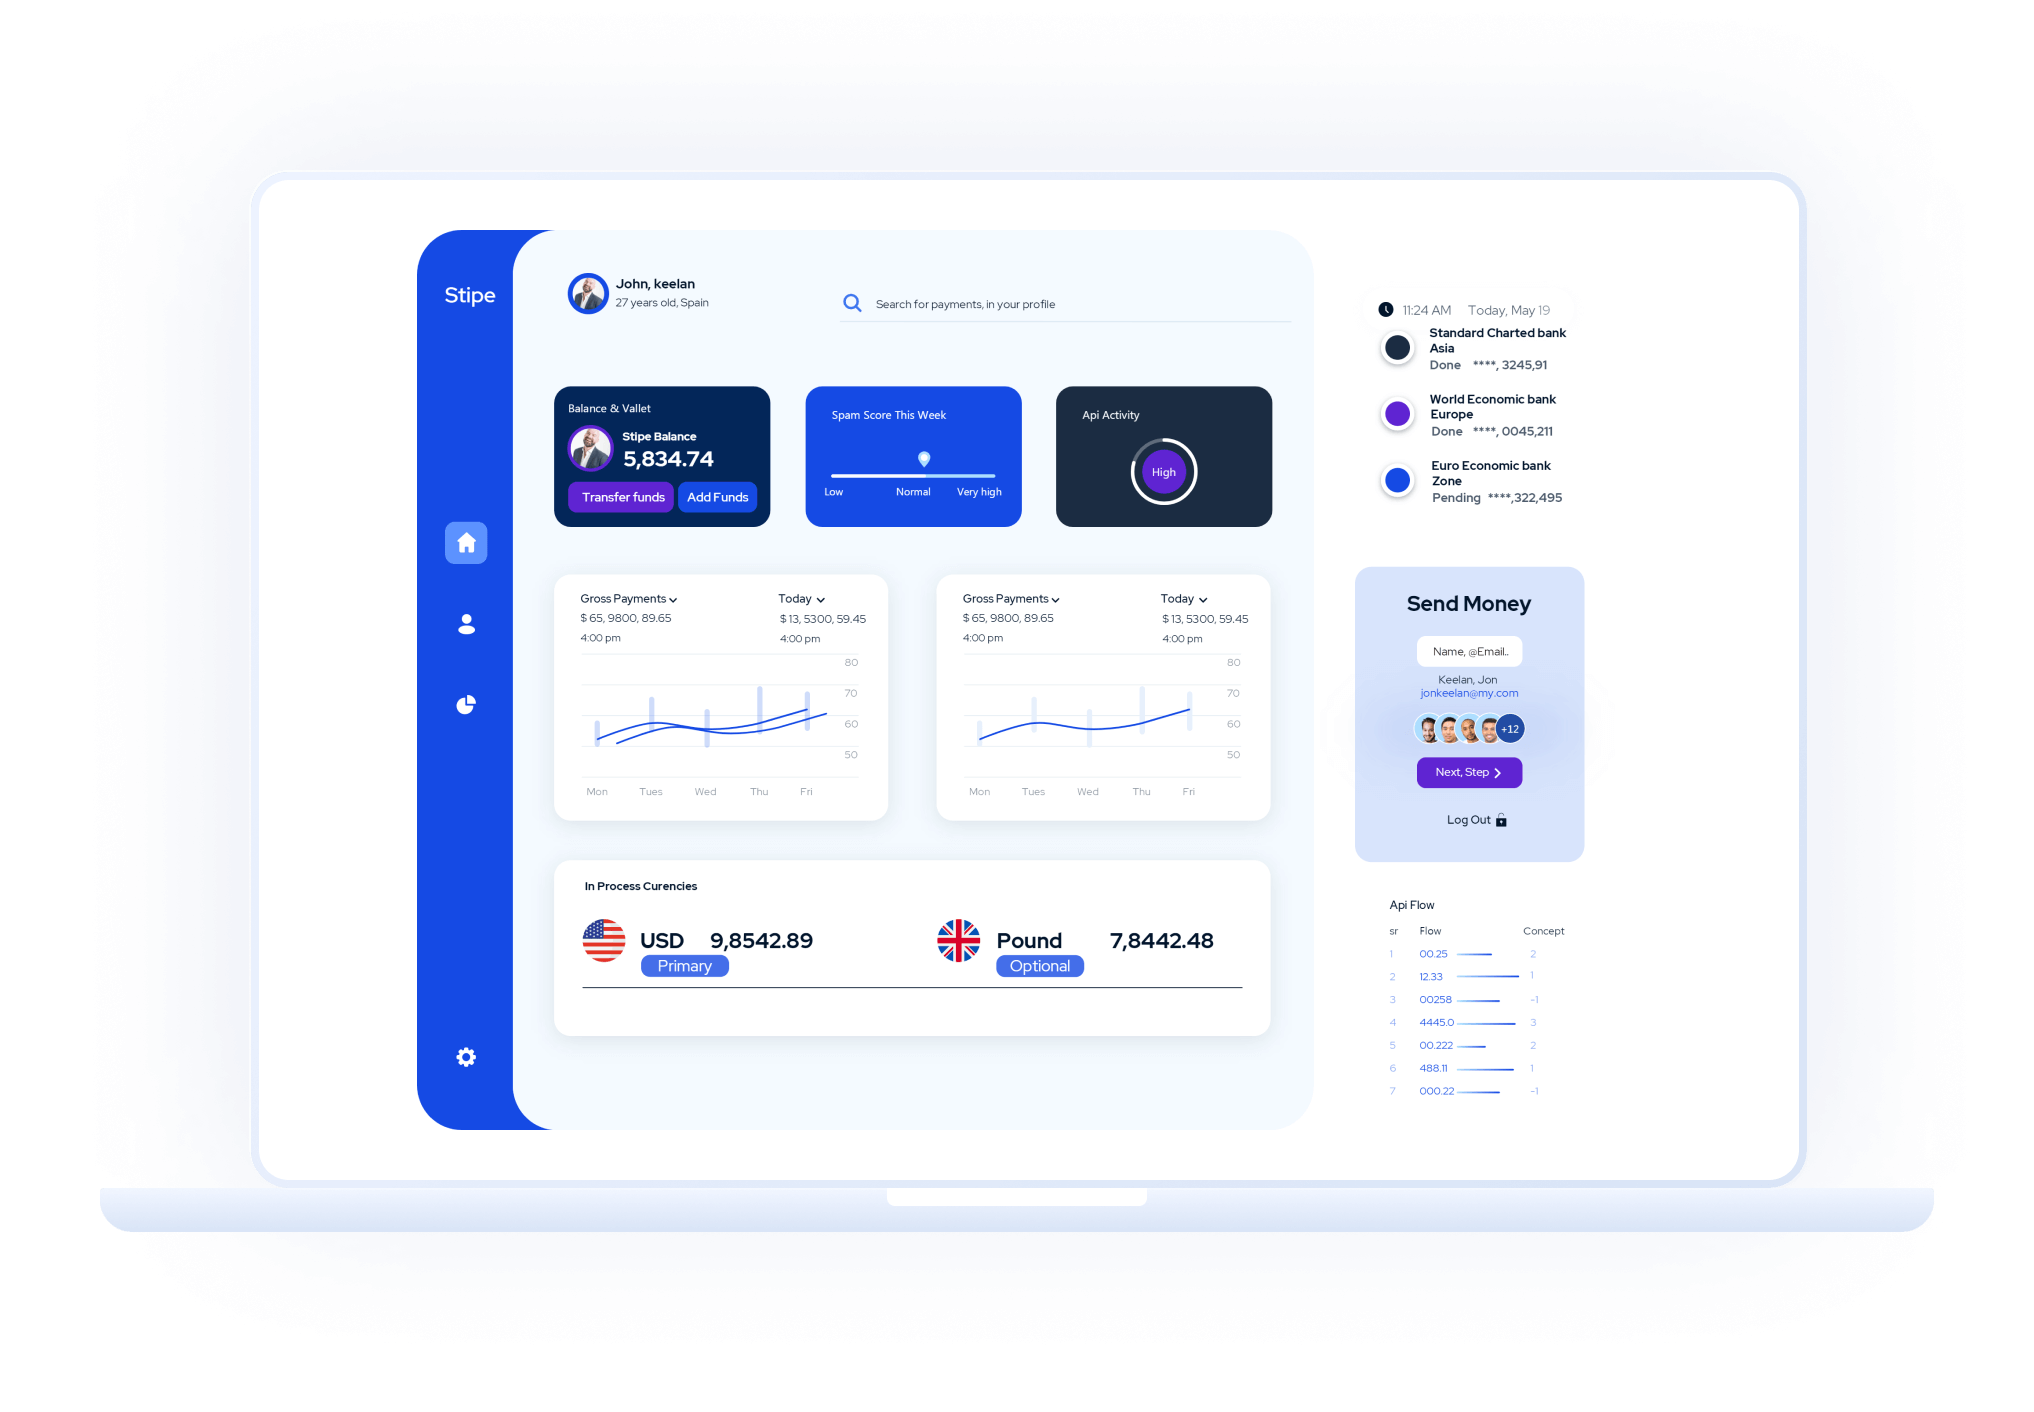 Stipe
John, keelan
27 years old, Spain
Search for payments, in your profile
Balance & Vallet
Stipe Balance
5,834.74
Transfer funds
Add Funds
Spam Score This Week
Low Normal Very high
Api Activity
High
Gross Payments
$ 65, 9800, 89.65
4:00 pm
Today
$ 13, 5300, 59.45
4:00 pm
80
70
60
50
Mon Tues Wed Thu Fri
Gross Payments
$ 65, 9800, 89.65
4:00 pm
Today
$ 13, 5300, 59.45
4:00 pm
80
70
60
50
Mon Tues Wed Thu Fri
In Process Curencies
USD 9,8542.89
Primary
Pound 7,8442.48
Optional
11:24 AM Today, May 19
Standard Charted bank
Asia
Done ****, 3245,91
World Economic bank
Europe
Done ****, 0045,211
Euro Economic bank
Zone
Pending ****,322,495
Send Money
Name, @Email..
Keelan, Jon
jonkeelan@my.com
+12
Next, Step
Log Out
Api Flow
sr Flow Concept
1 00.25 2
2 12.33 1
3 00258 -1
4 4445.0 3
5 00.222 2
6 488.11 1
7 000.22 -1